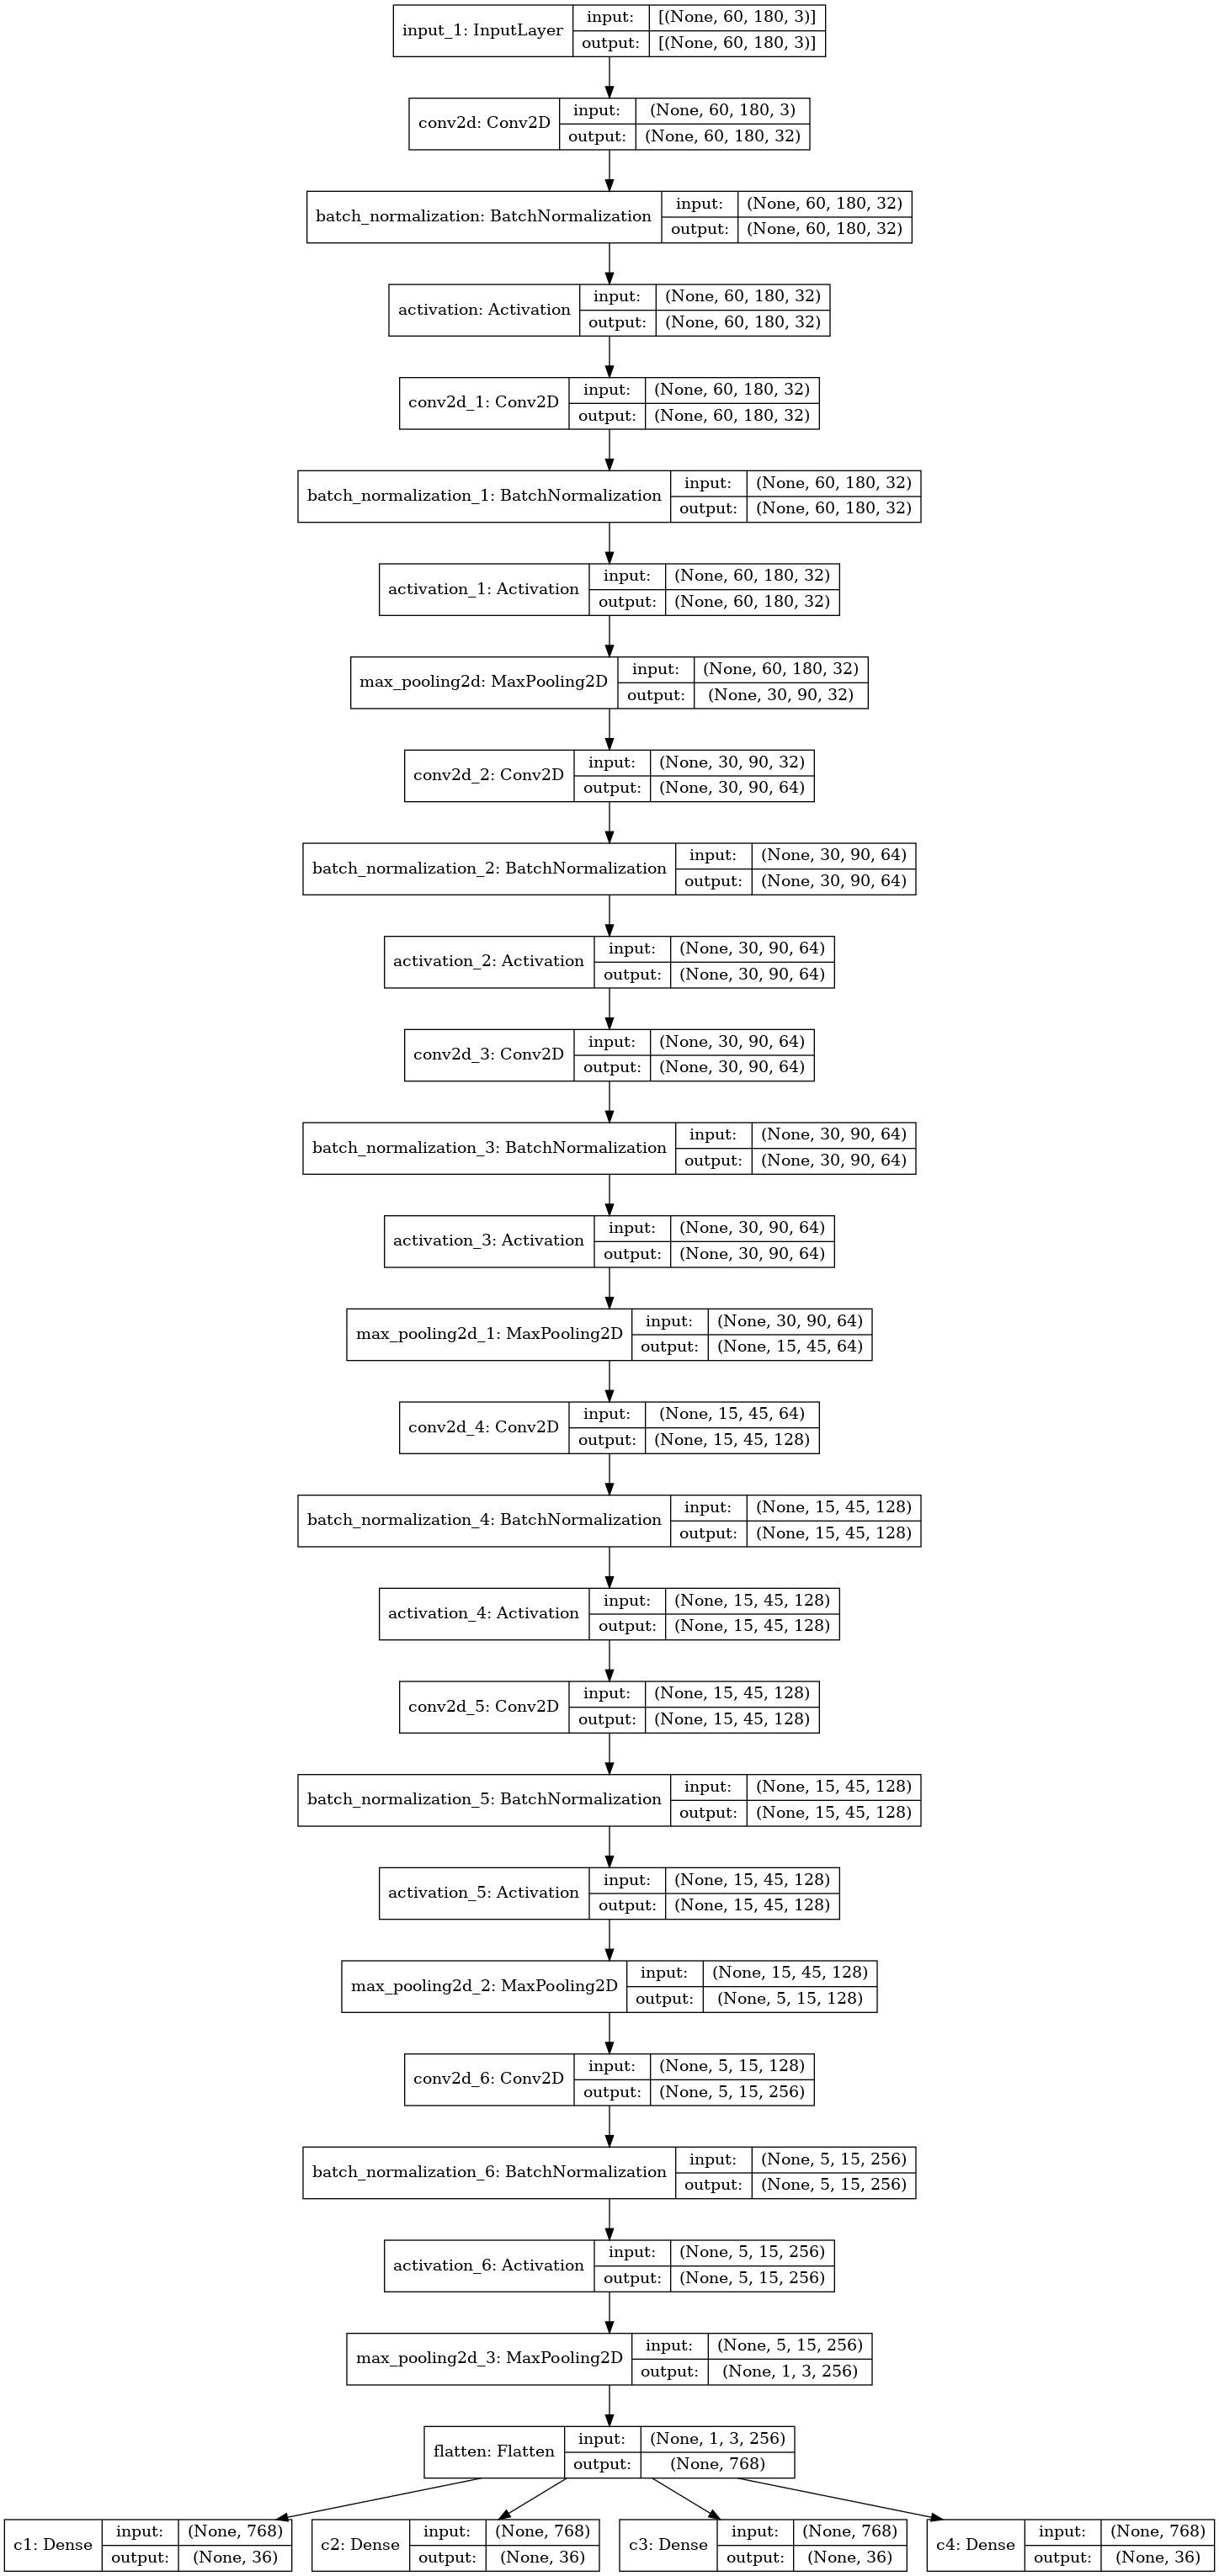 input_1: InputLayer
input: [(None, 60, 180, 3)]
output: [(None, 60, 180, 3)]
conv2d: Conv2D
input: (None, 60, 180, 3)
output: (None, 60, 180, 32)
batch_normalization: BatchNormalization
input: (None, 60, 180, 32)
output: (None, 60, 180, 32)
activation: Activation
input: (None, 60, 180, 32)
output: (None, 60, 180, 32)
conv2d_1: Conv2D
input: (None, 60, 180, 32)
output: (None, 60, 180, 32)
batch_normalization_1: BatchNormalization
input: (None, 60, 180, 32)
output: (None, 60, 180, 32)
activation_1: Activation
input: (None, 60, 180, 32)
output: (None, 60, 180, 32)
max_pooling2d: MaxPooling2D
input: (None, 60, 180, 32)
output: (None, 30, 90, 32)
conv2d_2: Conv2D
input: (None, 30, 90, 32)
output: (None, 30, 90, 64)
batch_normalization_2: BatchNormalization
input: (None, 30, 90, 64)
output: (None, 30, 90, 64)
activation_2: Activation
input: (None, 30, 90, 64)
output: (None, 30, 90, 64)
conv2d_3: Conv2D
input: (None, 30, 90, 64)
output: (None, 30, 90, 64)
batch_normalization_3: BatchNormalization
input: (None, 30, 90, 64)
output: (None, 30, 90, 64)
activation_3: Activation
input: (None, 30, 90, 64)
output: (None, 30, 90, 64)
max_pooling2d_1: MaxPooling2D
input: (None, 30, 90, 64)
output: (None, 15, 45, 64)
conv2d_4: Conv2D
input: (None, 15, 45, 64)
output: (None, 15, 45, 128)
batch_normalization_4: BatchNormalization
input: (None, 15, 45, 128)
output: (None, 15, 45, 128)
activation_4: Activation
input: (None, 15, 45, 128)
output: (None, 15, 45, 128)
conv2d_5: Conv2D
input: (None, 15, 45, 128)
output: (None, 15, 45, 128)
batch_normalization_5: BatchNormalization
input: (None, 15, 45, 128)
output: (None, 15, 45, 128)
activation_5: Activation
input: (None, 15, 45, 128)
output: (None, 15, 45, 128)
max_pooling2d_2: MaxPooling2D
input: (None, 15, 45, 128)
output: (None, 5, 15, 128)
conv2d_6: Conv2D
input: (None, 5, 15, 128)
output: (None, 5, 15, 256)
batch_normalization_6: BatchNormalization
input: (None, 5, 15, 256)
output: (None, 5, 15, 256)
activation_6: Activation
input: (None, 5, 15, 256)
output: (None, 5, 15, 256)
max_pooling2d_3: MaxPooling2D
input: (None, 5, 15, 256)
output: (None, 1, 3, 256)
flatten: Flatten
input: (None, 1, 3, 256)
output: (None, 768)
c1: Dense
input: (None, 768)
output: (None, 36)
c2: Dense
input: (None, 768)
output: (None, 36)
c3: Dense
input: (None, 768)
output: (None, 36)
c4: Dense
input: (None, 768)
output: (None, 36)